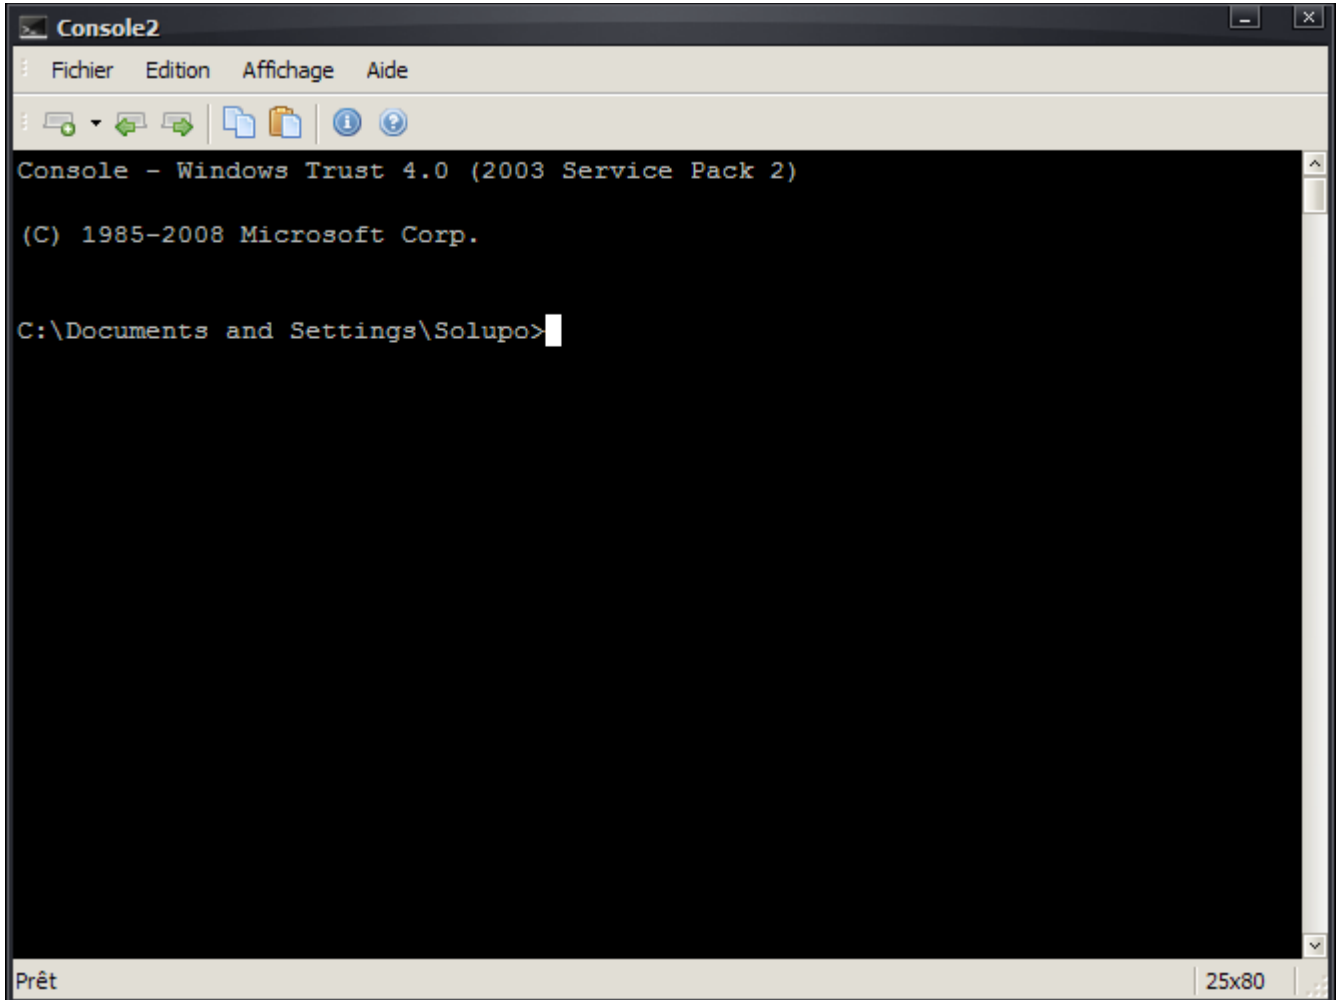 Console2
Fichier Edition Affichage Aide
Console - Windows Trust 4.0 (2003 Service Pack 2)
(C) 1985-2008 Microsoft Corp.
C:\Documents and Settings\Solupo>
Prêt 25x80